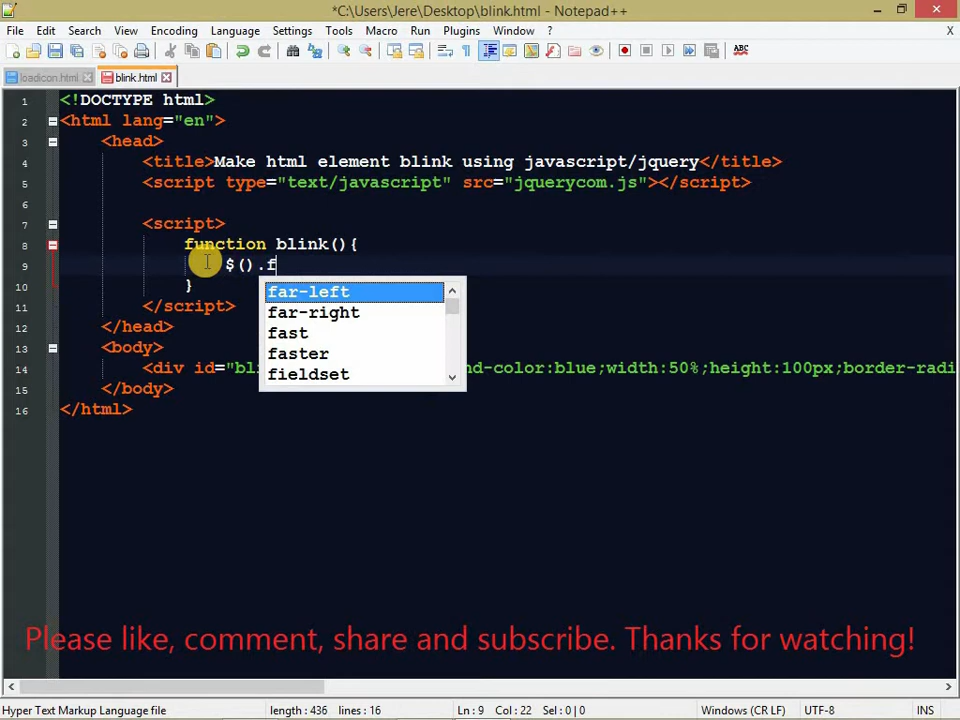 *C:\Users\Jere\Desktop\blink.html - Notepad++
File Edit Search View Encoding Language Settings Tools Macro Run Plugins Window ? X
loadicon.html blink.html
1 <!DOCTYPE html>
2 <html lang="en">
3 <head>
4 <title>Make html element blink using javascript/jquery</title>
5 <script type="text/javascript" src="jquerycom.js"></script>
6
7 <script>
8 function blink(){
9 $().f
10 }
far-left
11 </script>
far-right
12 </head>
fast
13 <body>
faster
14 <div id="bl nd-color:blue;width:50%;height:100px;border-radi
fieldset
15 </body>
16 </html>
Please like, comment, share and subscribe. Thanks for watching!
Hyper Text Markup Language file length : 436 lines : 16 Ln : 9 Col : 22 Sel : 0 | 0 Windows (CR LF) UTF-8 INS